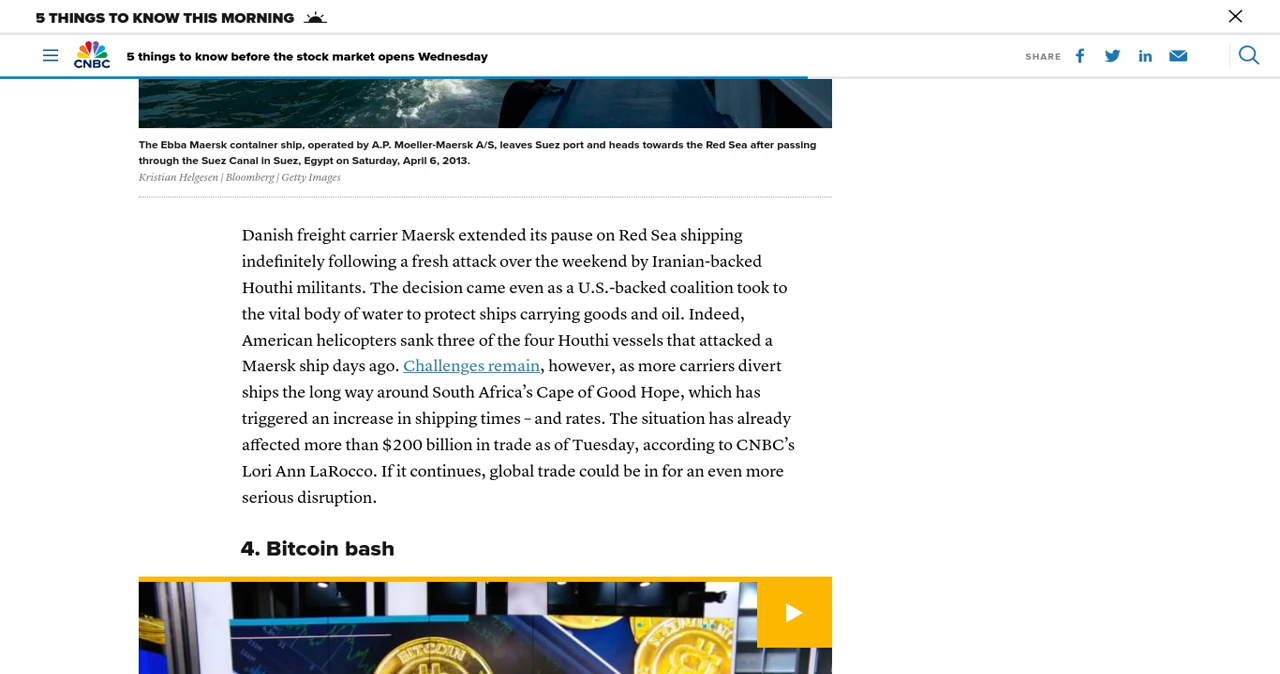 5 THINGS TO KNOW THIS MORNING
CNBC
5 things to know before the stock market opens Wednesday
SHARE
The Ebba Maersk container ship, operated by A.P. Moeller-Maersk A/S, leaves Suez port and heads towards the Red Sea after passing
through the Suez Canal in Suez, Egypt on Saturday, April 6, 2013.
Kristian Helgesen | Bloomberg | Getty Images
Danish freight carrier Maersk extended its pause on Red Sea shipping
indefinitely following a fresh attack over the weekend by Iranian-backed
Houthi militants. The decision came even as a U.S.-backed coalition took to
the vital body of water to protect ships carrying goods and oil. Indeed,
American helicopters sank three of the four Houthi vessels that attacked a
Maersk ship days ago. Challenges remain, however, as more carriers divert
ships the long way around South Africa’s Cape of Good Hope, which has
triggered an increase in shipping times – and rates. The situation has already
affected more than $200 billion in trade as of Tuesday, according to CNBC’s
Lori Ann LaRocco. If it continues, global trade could be in for an even more
serious disruption.
4. Bitcoin bash
BITCOIN